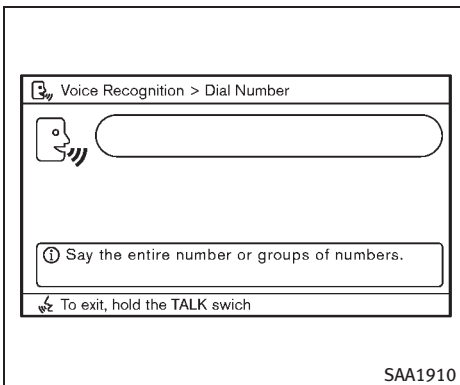 Voice Recognition > Dial Number
Say the entire number or groups of numbers.
To exit, hold the TALK swich
SAA1910